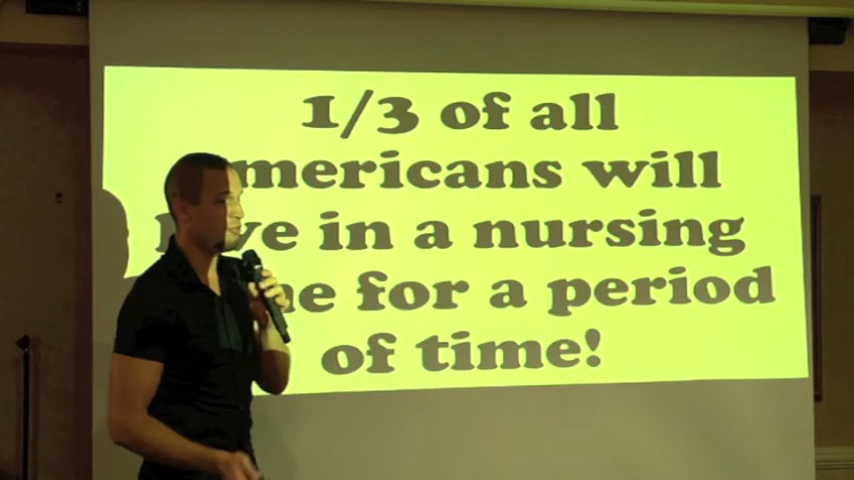 1/3 of all
mericans will
ve in a nursing
me for a period
of time!